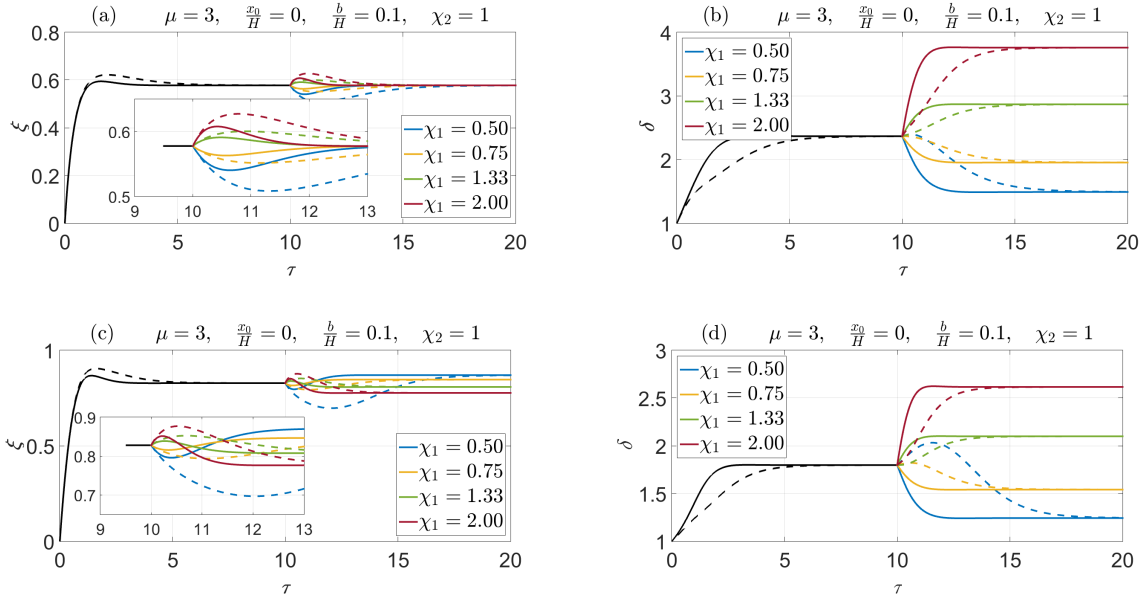 (a) μ = 3, x₀/H = 0, b/H = 0.1, χ₂ = 1
0.8
0.6
0.4
0.2
0
ξ
0.6
0.5
9 10 11 12 13
χ₁ = 0.50
χ₁ = 0.75
χ₁ = 1.33
χ₁ = 2.00
0 5 10 15 20
τ
(b) μ = 3, x₀/H = 0, b/H = 0.1, χ₂ = 1
4
3
2
1
δ
χ₁ = 0.50
χ₁ = 0.75
χ₁ = 1.33
χ₁ = 2.00
0 5 10 15 20
τ
(c) μ = 3, x₀/H = 0, b/H = 0.1, χ₂ = 1
1
0.5
0
ξ
0.9
0.8
0.7
9 10 11 12 13
χ₁ = 0.50
χ₁ = 0.75
χ₁ = 1.33
χ₁ = 2.00
0 5 10 15 20
τ
(d) μ = 3, x₀/H = 0, b/H = 0.1, χ₂ = 1
3
2.5
2
1.5
1
δ
χ₁ = 0.50
χ₁ = 0.75
χ₁ = 1.33
χ₁ = 2.00
0 5 10 15 20
τ